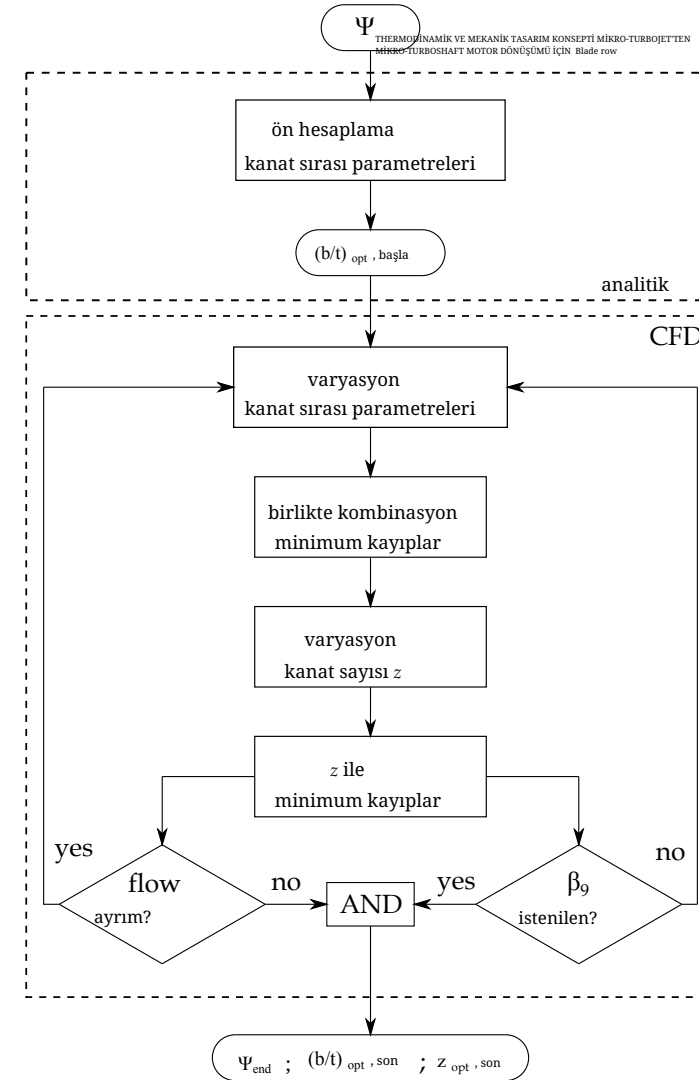 Ψ
THERMODİNAMİK VE MEKANİK TASARIM KONSEPTİ MİKRO-TURBOJET'TEN
MİKRO-TURBOSHAFT MOTOR DÖNÜŞÜMÜ İÇİN Blade row
ön hesaplama
kanat sırası parametreleri
(b/t) opt , başla
analitik
CFD
varyasyon
kanat sırası parametreleri
birlikte kombinasyon
minimum kayıplar
varyasyon
kanat sayısı z
z ile
minimum kayıplar
yes
no
flow
ayrım?
no
AND
yes
β9
istenilen?
Ψend ; (b/t) opt , son ; z opt , son